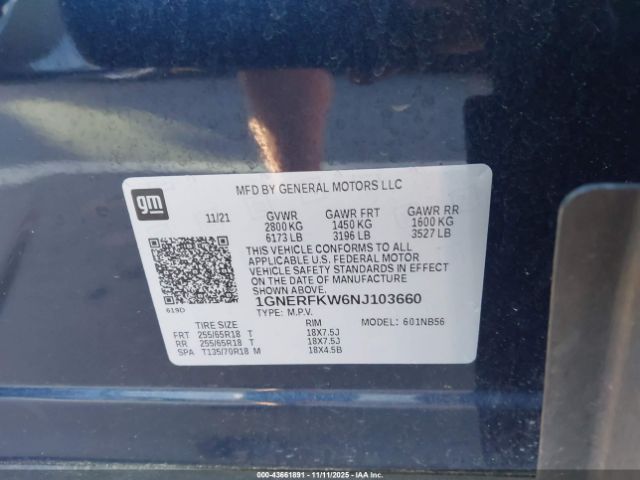 gm
MFD BY GENERAL MOTORS LLC
11/21 GVWR GAWR FRT GAWR RR
2800 KG 1450 KG 1600 KG
6173 LB 3196 LB 3527 LB
THIS VEHICLE CONFORMS TO ALL
APPLICABLE U.S. FEDERAL MOTOR
VEHICLE SAFETY STANDARDS IN EFFECT
ON THE DATE OF MANUFACTURE
SHOWN ABOVE.
619D
1GNERFKW6NJ103660
TYPE: M.P.V.
TIRE SIZE RIM MODEL: 601NB56
FRT 255/65R18 T 18X7.5J
RR 255/65R18 T 18X7.5J
SPA T135/70R18 M 18X4.5B
000-43661891 - 11/11/2025 - IAAI.COM